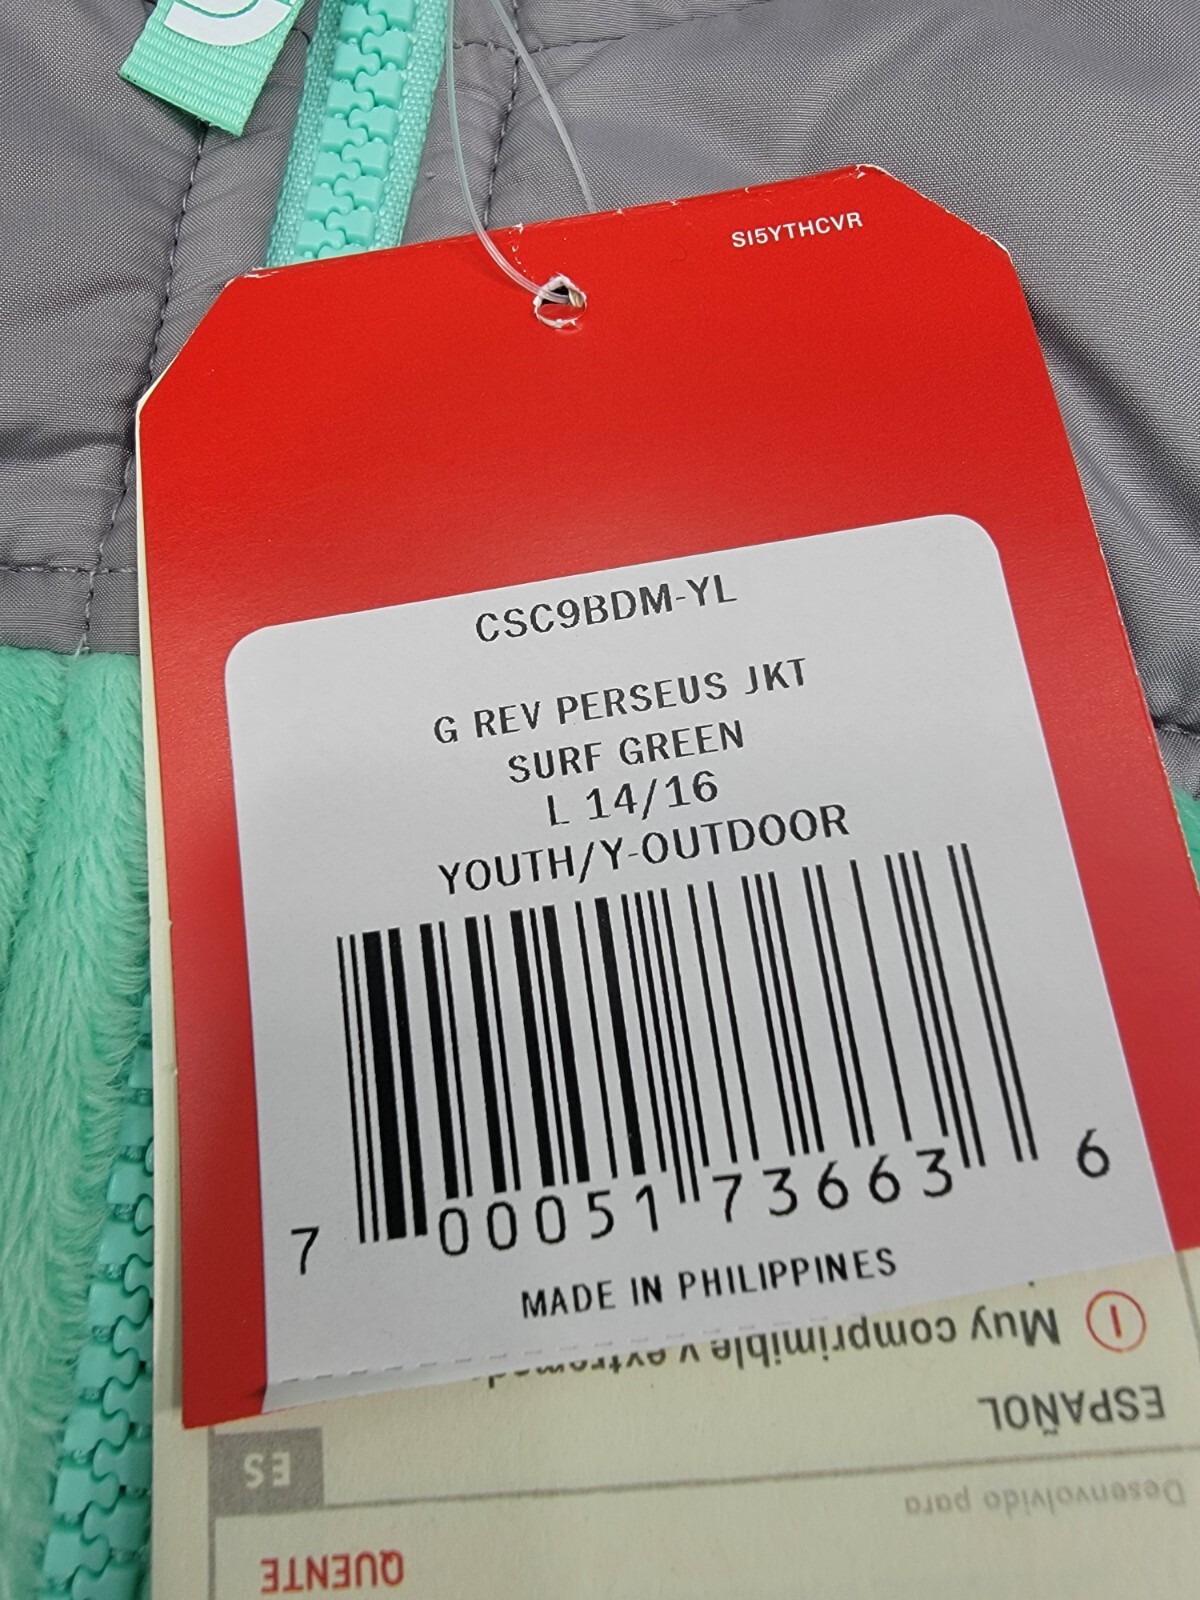 SI5YTHCVR
CSC9BDM-YL
G REV PERSEUS JKT
SURF GREEN
L 14/16
YOUTH/Y-OUTDOOR
7 00051 73663 6
MADE IN PHILIPPINES
Muy comprimible y
ESPAÑOL
ES
Desenvolvido para
QUENTE